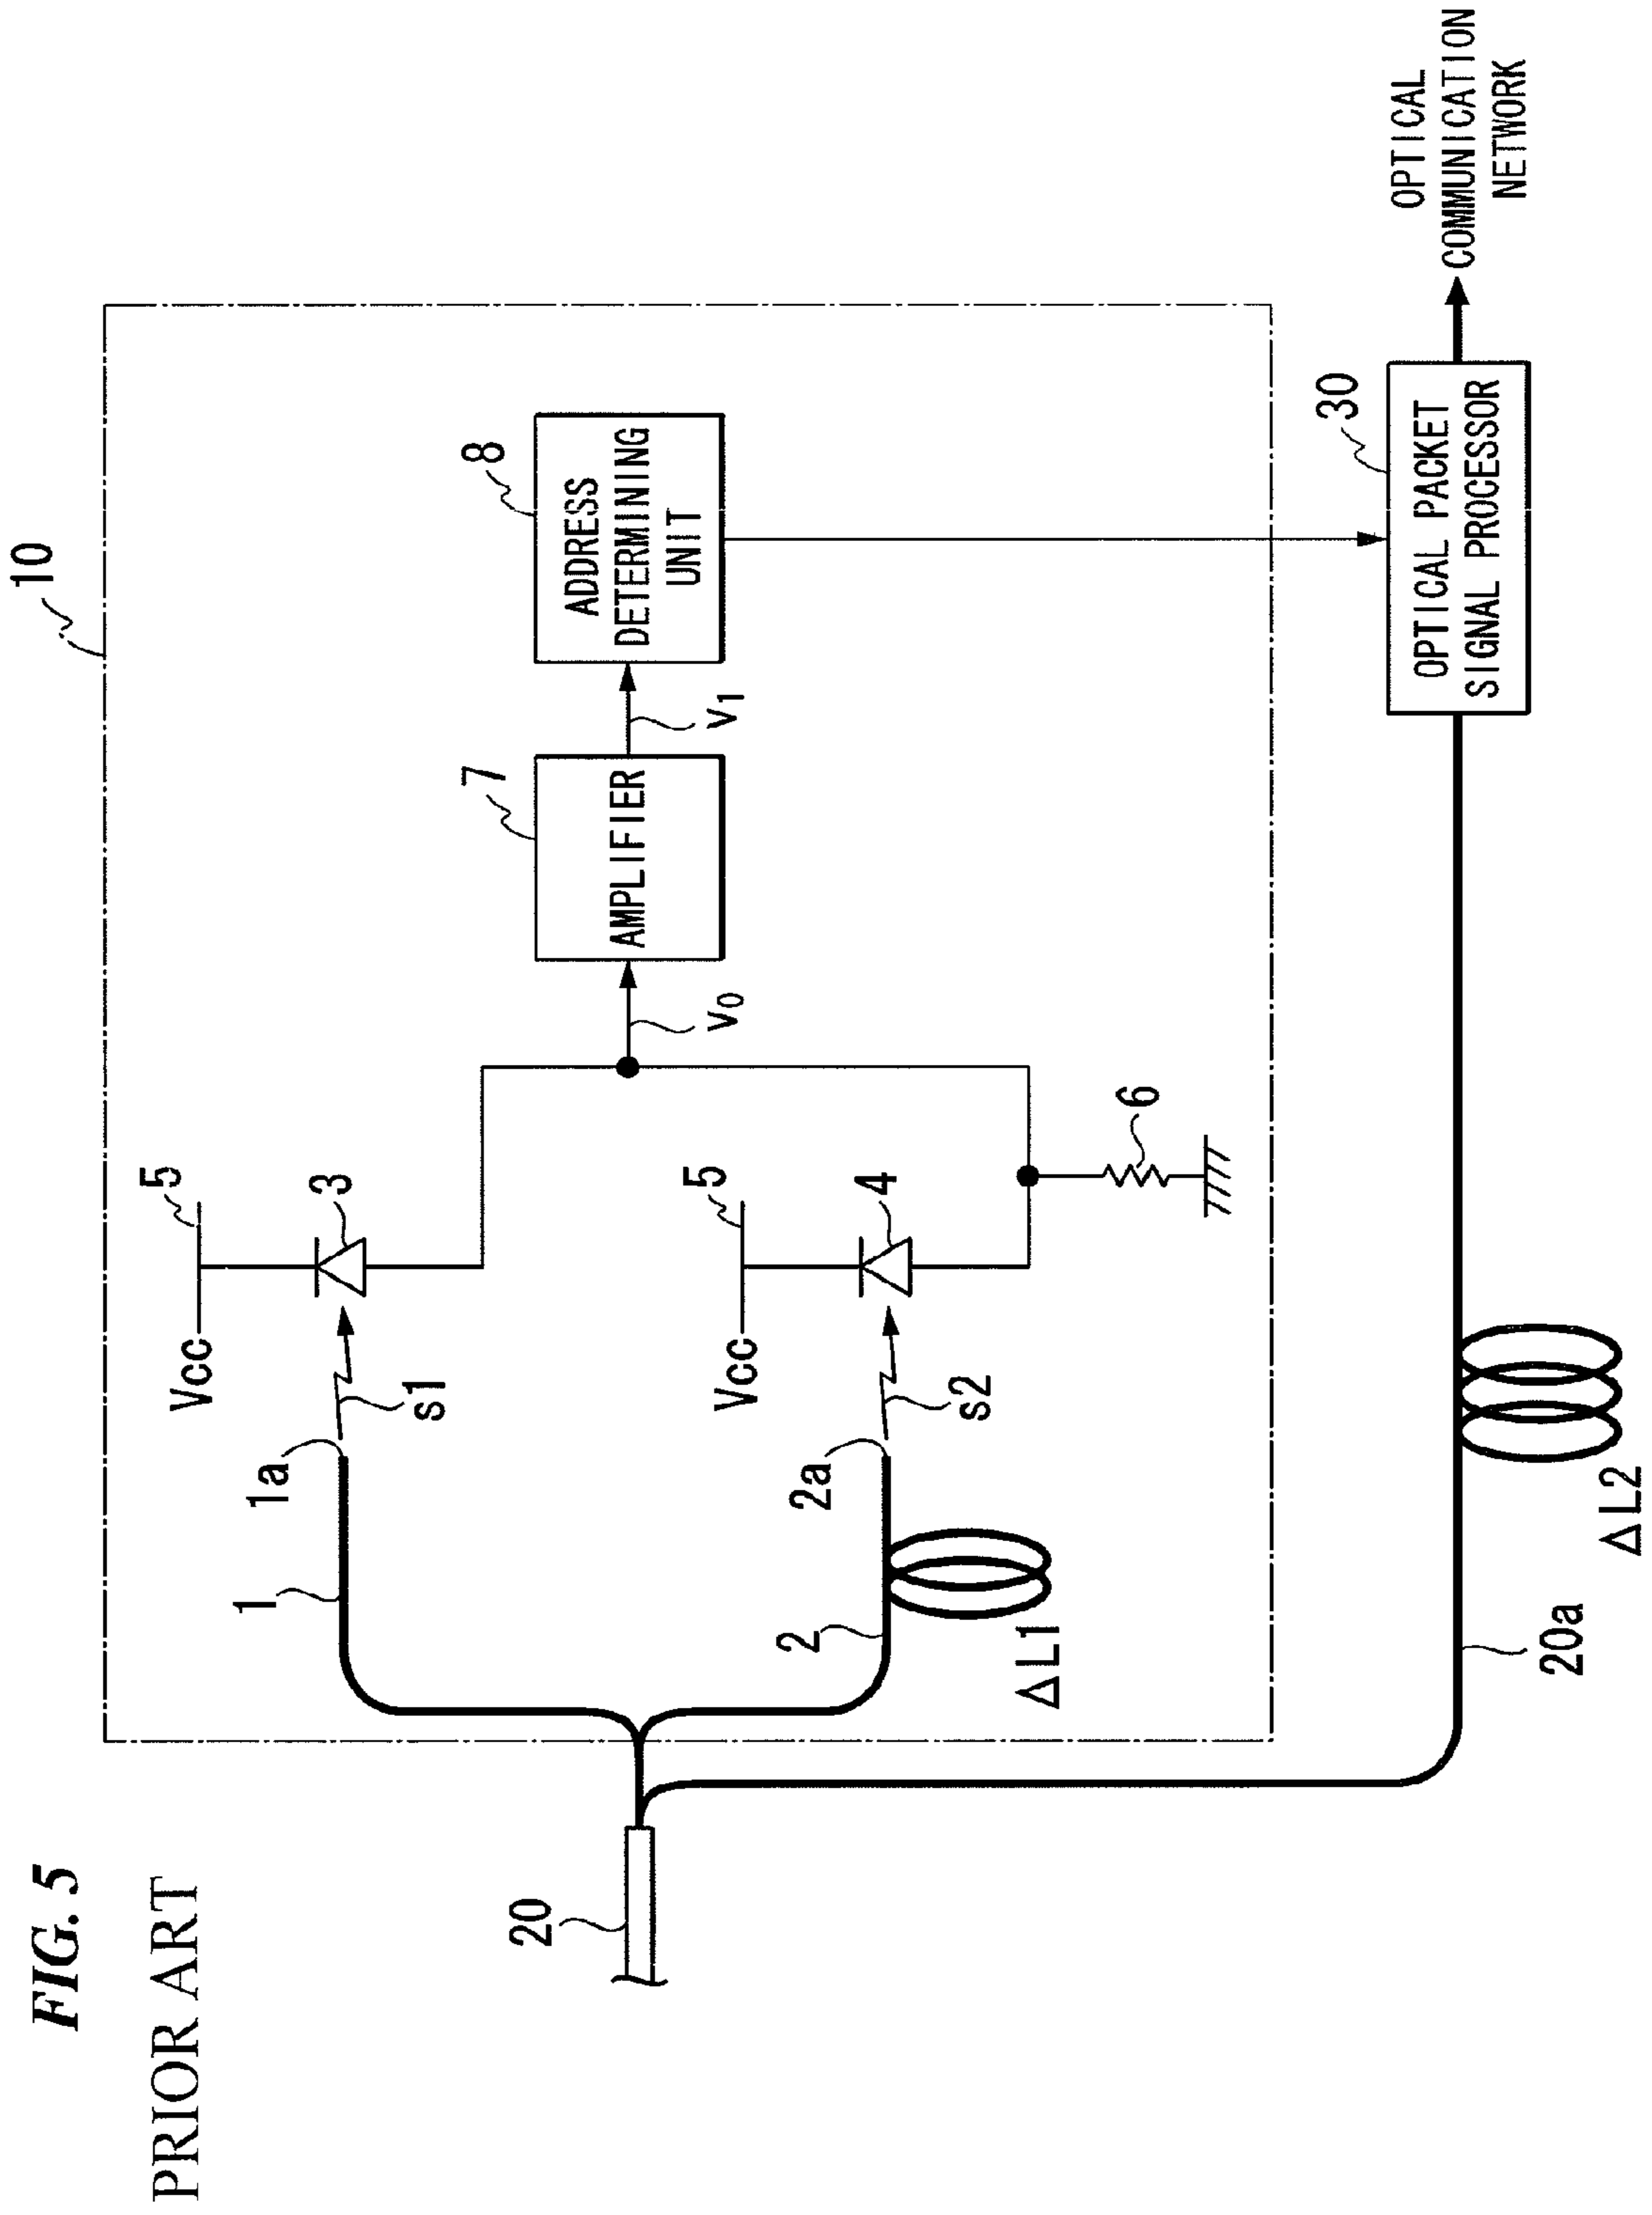 FIG. 5
PRIOR ART
10
Vcc
5
3
1
1a
s1
20
2
2a
s2
Vcc
5
4
ΔL1
6
v0
7
AMPLIFIER
v1
8
ADDRESS
DETERMINING
UNIT
20a
ΔL2
30
OPTICAL PACKET
SIGNAL PROCESSOR
OPTICAL
COMMUNICATION
NETWORK